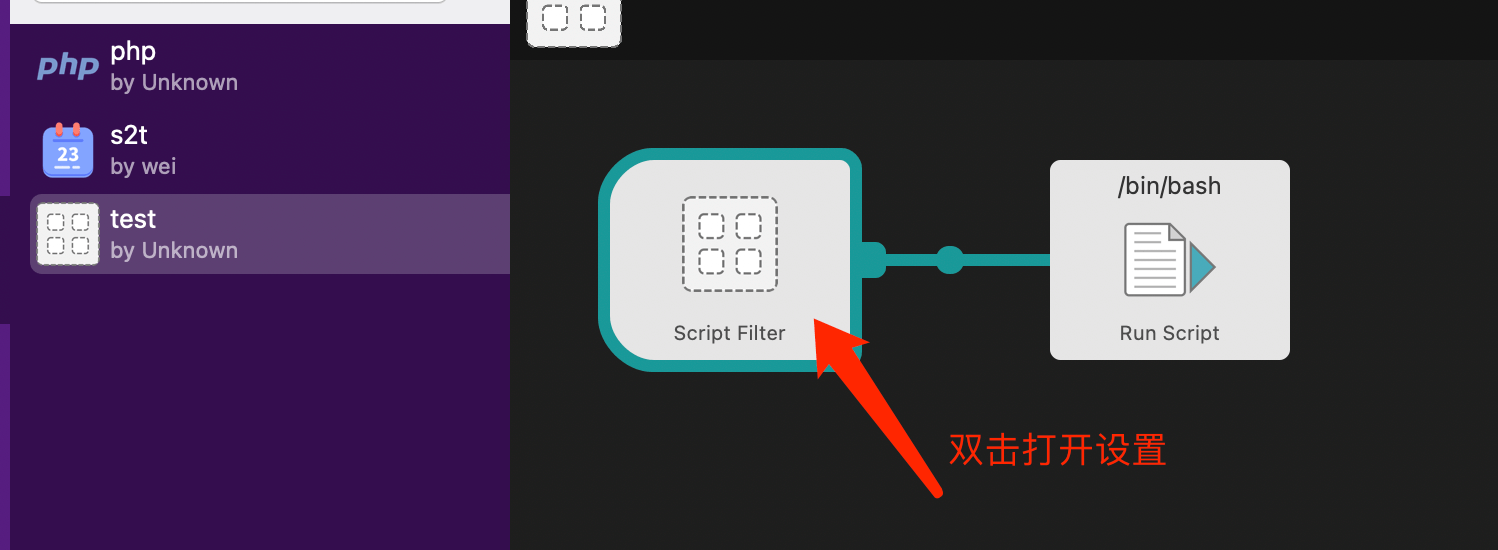 php
php
by Unknown
23
s2t
by wei
test
by Unknown
Script Filter
/bin/bash
Run Script
双击打开设置